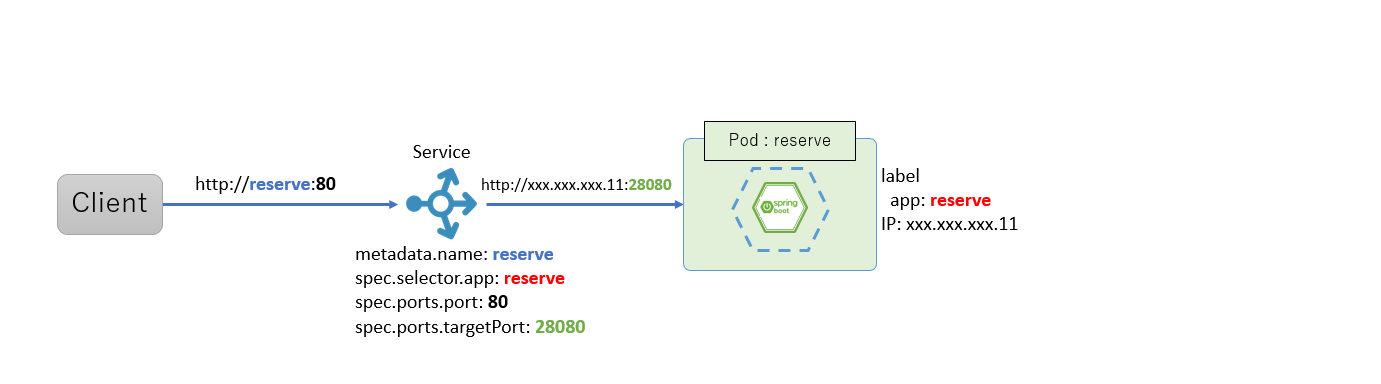 Pod : reserve
Service
Client
http://reserve:80
http://xxx.xxx.xxx.11:28080
spring
boot
label
app: reserve
IP: xxx.xxx.xxx.11
metadata.name: reserve
spec.selector.app: reserve
spec.ports.port: 80
spec.ports.targetPort: 28080